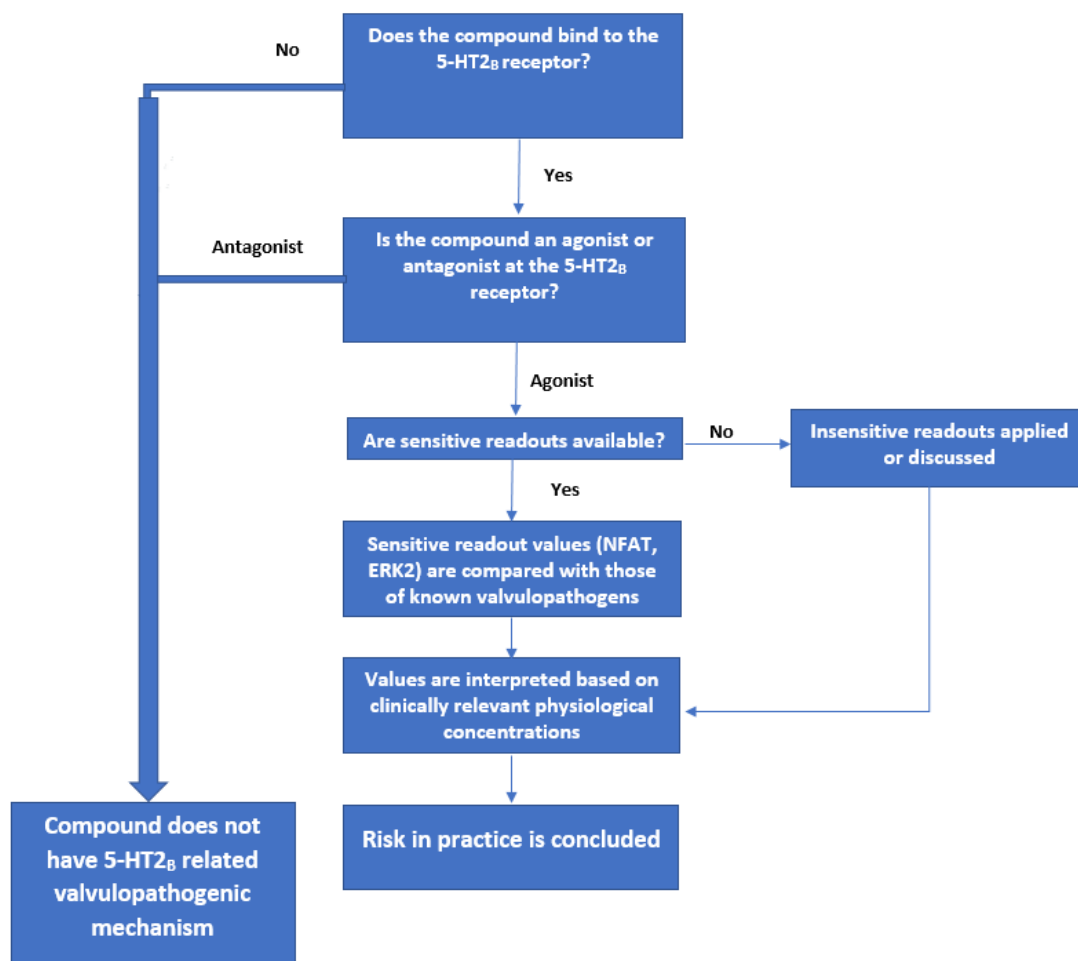 Does the compound bind to the
5-HT2B receptor?
No
Yes
Is the compound an agonist or
antagonist at the 5-HT2B
receptor?
Antagonist
Agonist
Are sensitive readouts available?
No
Insensitive readouts applied
or discussed
Yes
Sensitive readout values (NFAT,
ERK2) are compared with those
of known valvulopathogens
Values are interpreted based on
clinically relevant physiological
concentrations
Risk in practice is concluded
Compound does not
have 5-HT2B related
valvulopathogenic
mechanism